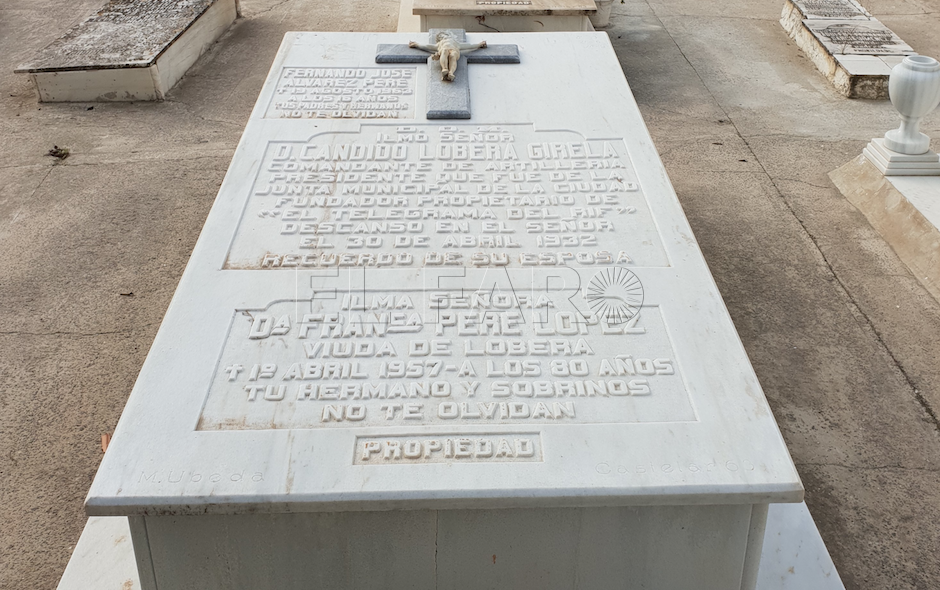 PROPIEDAD
FERNANDO JOSE
ALVAREZ PERE
NO TE OLVIDAN
D. O. M.
ILMO SEÑOR
D. CANDIDO LOBERA GIRELA
COMANDANTE DE ARTILLERIA
PRESIDENTE QUE FUE DE LA
JUNTA MUNICIPAL DE LA CIUDAD
FUNDADOR PROPIETARIO DE
"EL TELEGRAMA DEL RIF"
DESCANSO EN EL SEÑOR
EL 30 DE ABRIL 1932
RECUERDO DE SU ESPOSA
EL FARO
ILMA SEÑORA
Dª FRANᶜᵃ PERE LOPEZ
VIUDA DE LOBERA
† 1º ABRIL 1957-A LOS 80 AÑOS
TU HERMANO Y SOBRINOS
NO TE OLVIDAN
PROPIEDAD
M. Ubeda